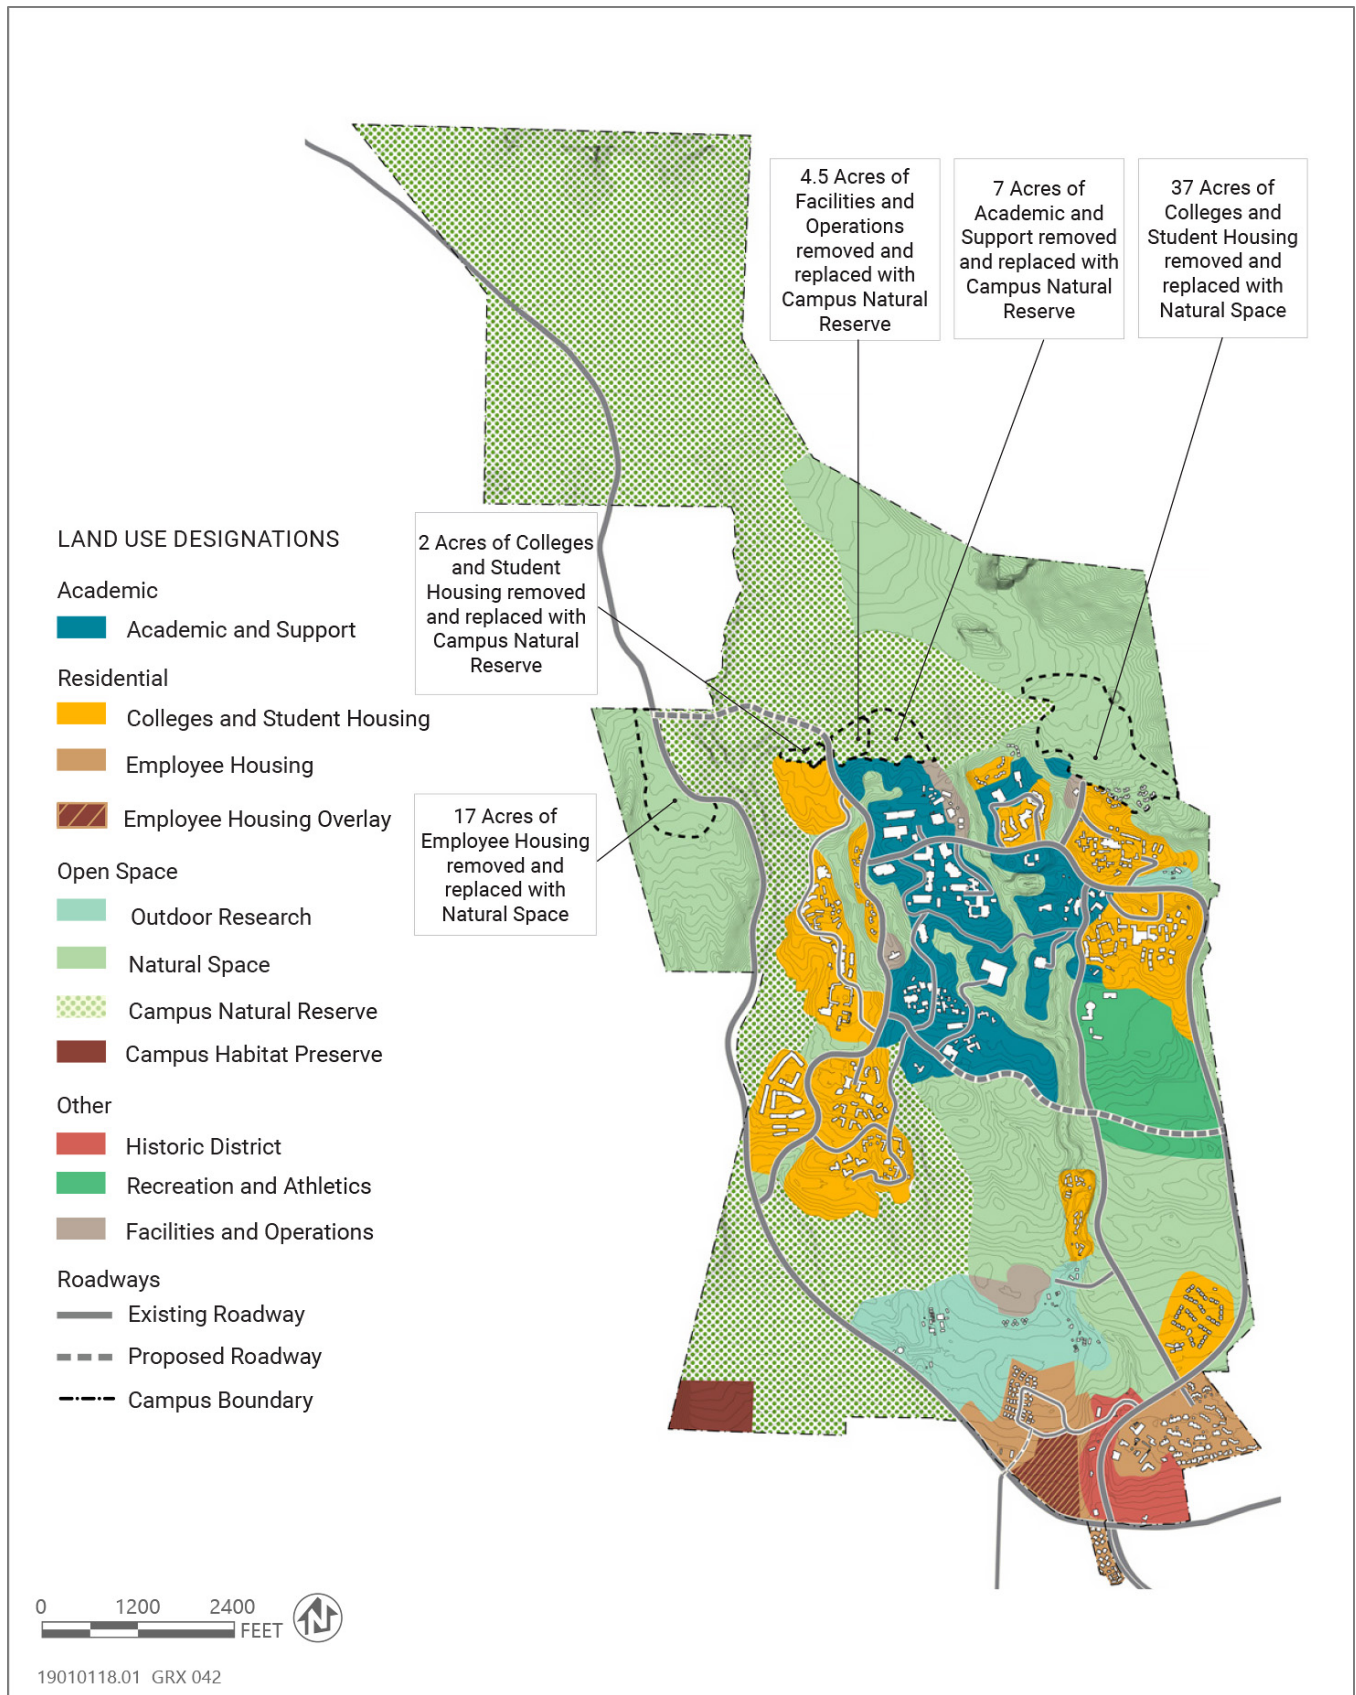 4.5 Acres of
Facilities and
Operations
removed and
replaced with
Campus Natural
Reserve
7 Acres of
Academic and
Support removed
and replaced with
Campus Natural
Reserve
37 Acres of
Colleges and
Student Housing
removed and
replaced with
Natural Space
2 Acres of Colleges
and Student
Housing removed
and replaced with
Campus Natural
Reserve
17 Acres of
Employee Housing
removed and
replaced with
Natural Space
LAND USE DESIGNATIONS
Academic
Academic and Support
Residential
Colleges and Student Housing
Employee Housing
Employee Housing Overlay
Open Space
Outdoor Research
Natural Space
Campus Natural Reserve
Campus Habitat Preserve
Other
Historic District
Recreation and Athletics
Facilities and Operations
Roadways
Existing Roadway
Proposed Roadway
Campus Boundary
0 1200 2400
FEET
N
19010118.01 GRX 042